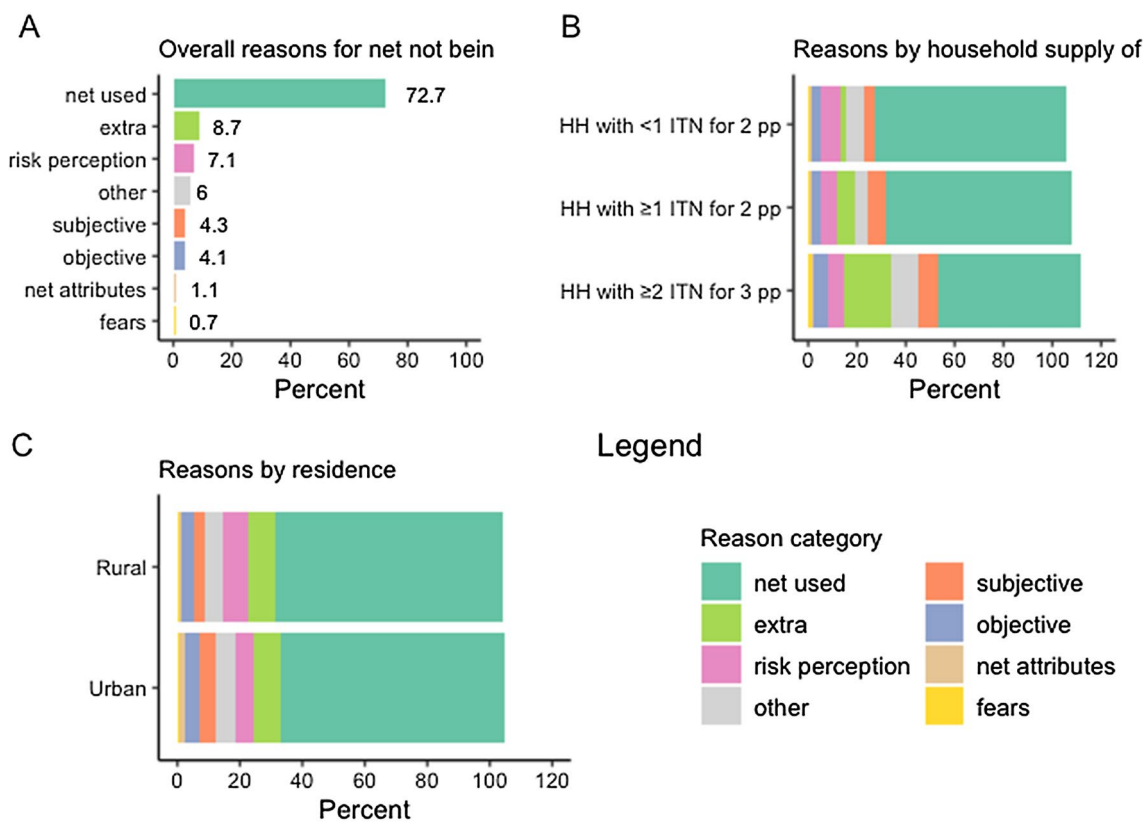 A
Overall reasons for net not bein
net used
72.7
extra
8.7
risk perception
7.1
other
6
subjective
4.3
objective
4.1
net attributes
1.1
fears
0.7
0 20 40 60 80 100
Percent
B
Reasons by household supply of
HH with <1 ITN for 2 pp
HH with ≥1 ITN for 2 pp
HH with ≥2 ITN for 3 pp
0 20 40 60 80 100 120
Percent
C
Reasons by residence
Rural
Urban
0 20 40 60 80 100 120
Percent
Legend
Reason category
net used
extra
risk perception
other
subjective
objective
net attributes
fears